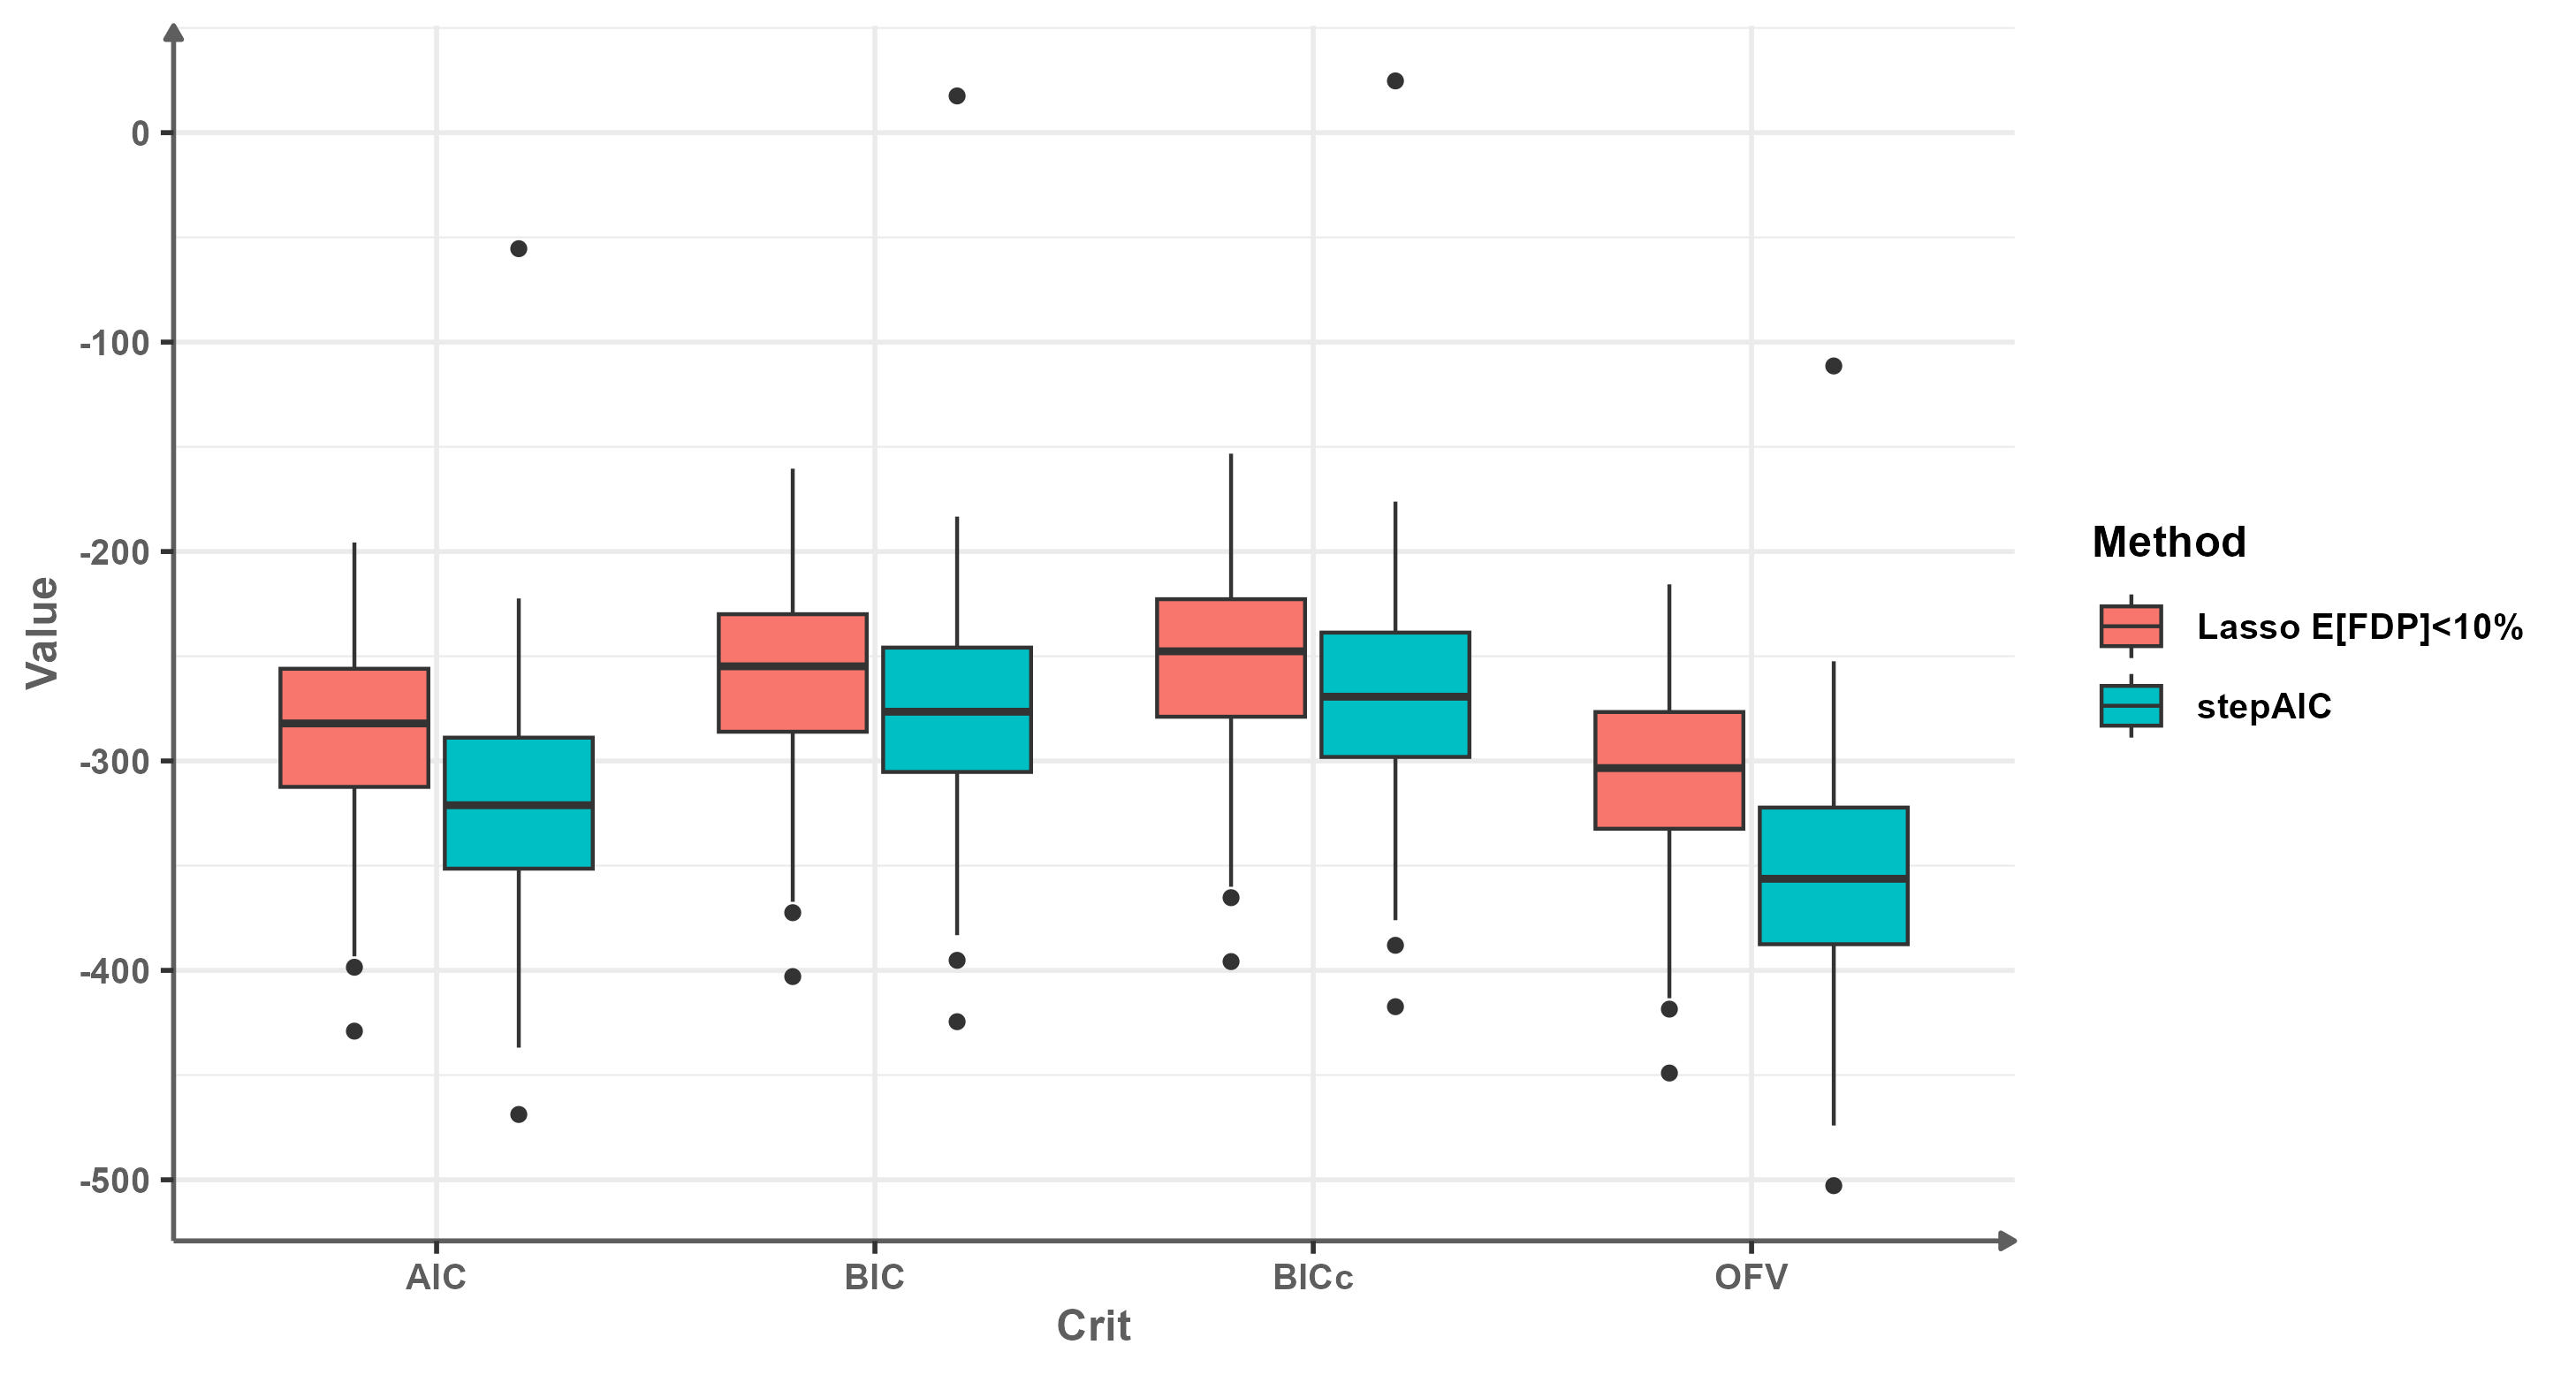 0
-100
-200
-300
-400
-500
Value
AIC
BIC
BICc
OFV
Crit
Method
Lasso E[FDP]<10%
stepAIC